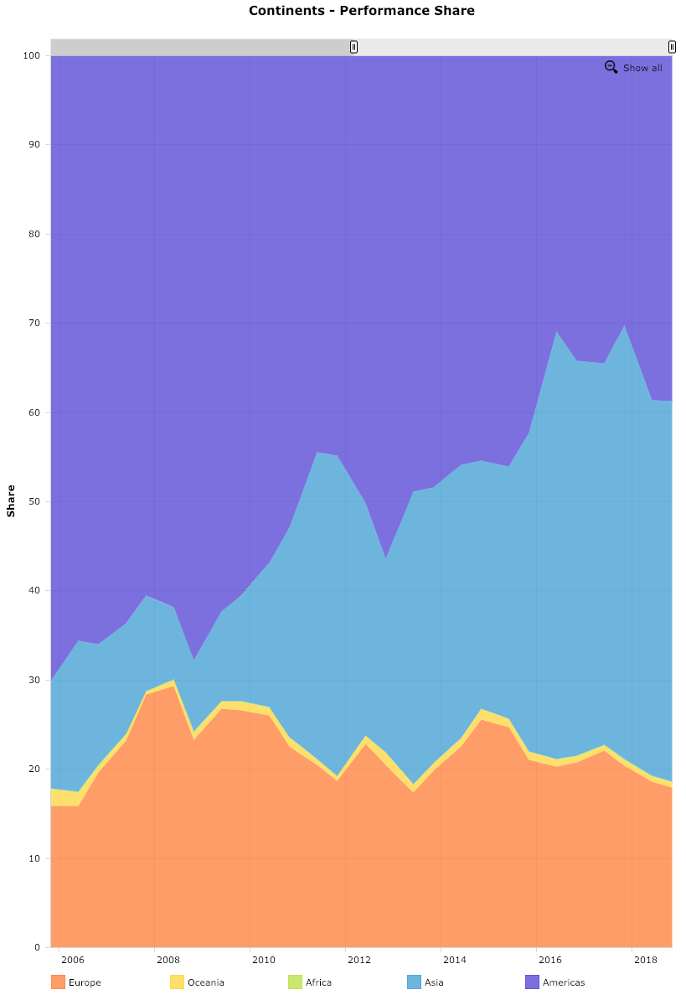 Continents - Performance Share
Show all
100
90
80
70
60
50
40
30
20
10
0
Share
2006 2008 2010 2012 2014 2016 2018
Europe Oceania Africa Asia Americas